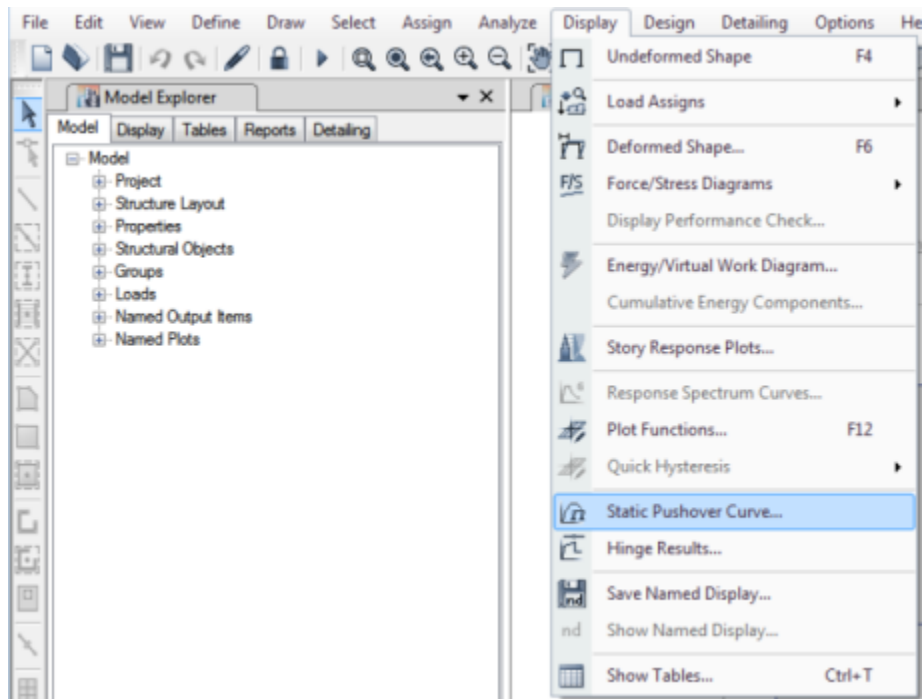 File Edit View Define Draw Select Assign Analyze Display Design Detailing Options He
Model Explorer
Model Display Tables Reports Detailing
Model
Project
Structure Layout
Properties
Structural Objects
Groups
Loads
Named Output Items
Named Plots
Undeformed Shape F4
Load Assigns
Deformed Shape... F6
F/S Force/Stress Diagrams
Display Performance Check...
Energy/Virtual Work Diagram...
Cumulative Energy Components...
Story Response Plots...
Response Spectrum Curves...
Plot Functions... F12
Quick Hysteresis
Static Pushover Curve...
Hinge Results...
nd Save Named Display...
nd Show Named Display...
Show Tables... Ctrl+T